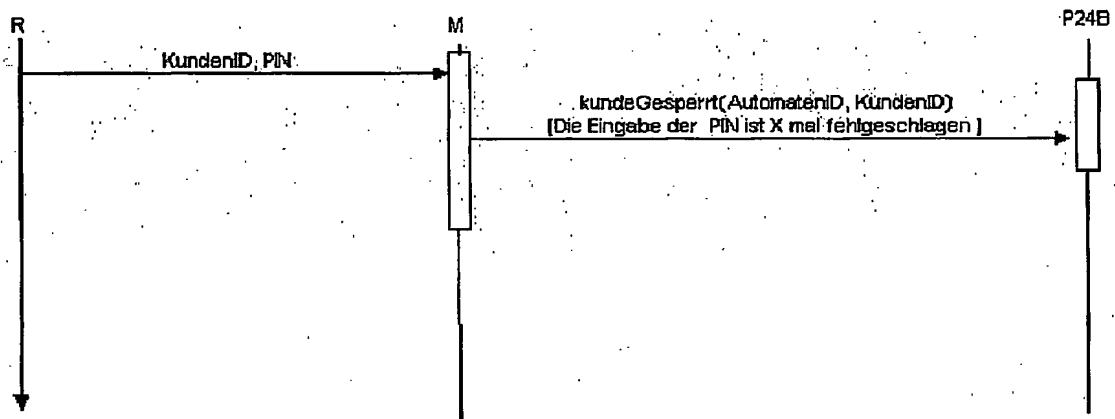 R
M
P24B
KundenID, PIN
kundeGesperrt(AutomatenID, KundenID)
[Die Eingabe der PIN ist X mal fehlgeschlagen ]